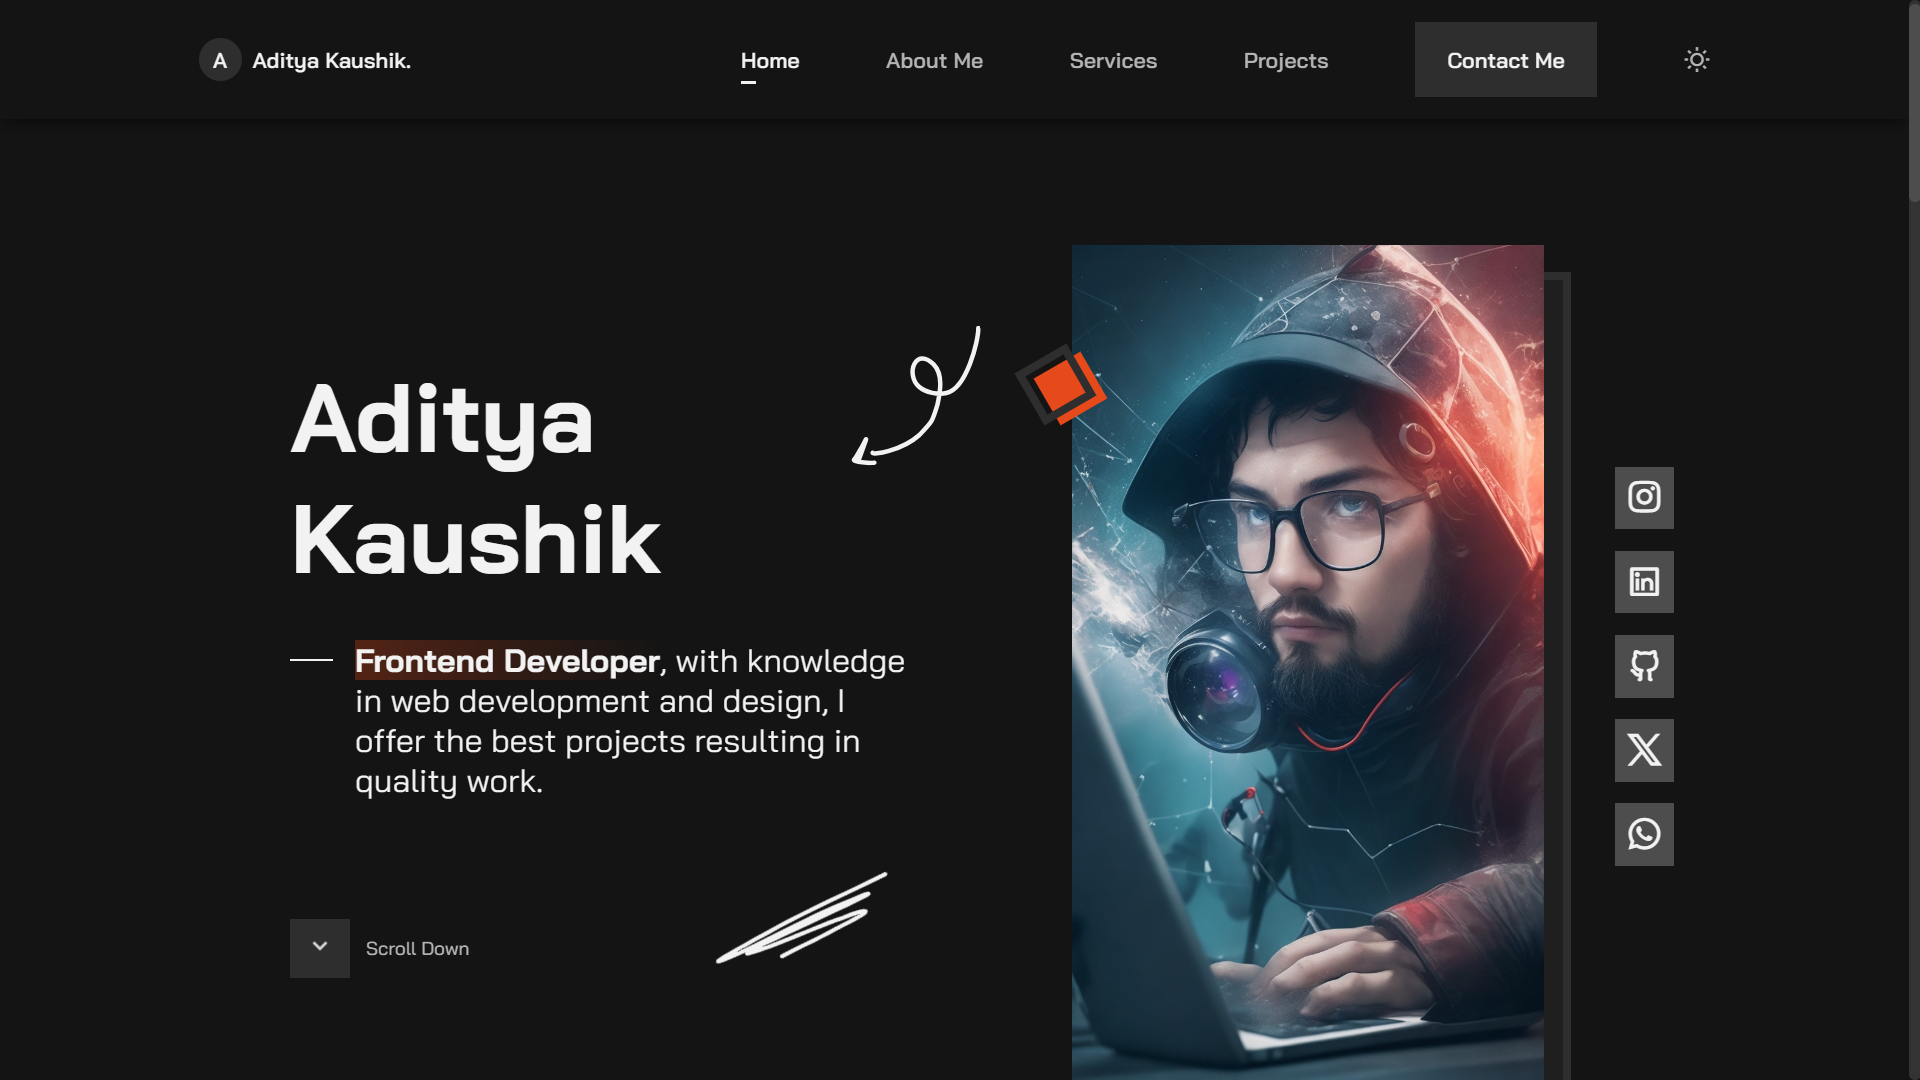 A Aditya Kaushik.
Home About Me Services Projects Contact Me
Aditya
Kaushik
Frontend Developer, with knowledge
in web development and design, I
offer the best projects resulting in
quality work.
Scroll Down